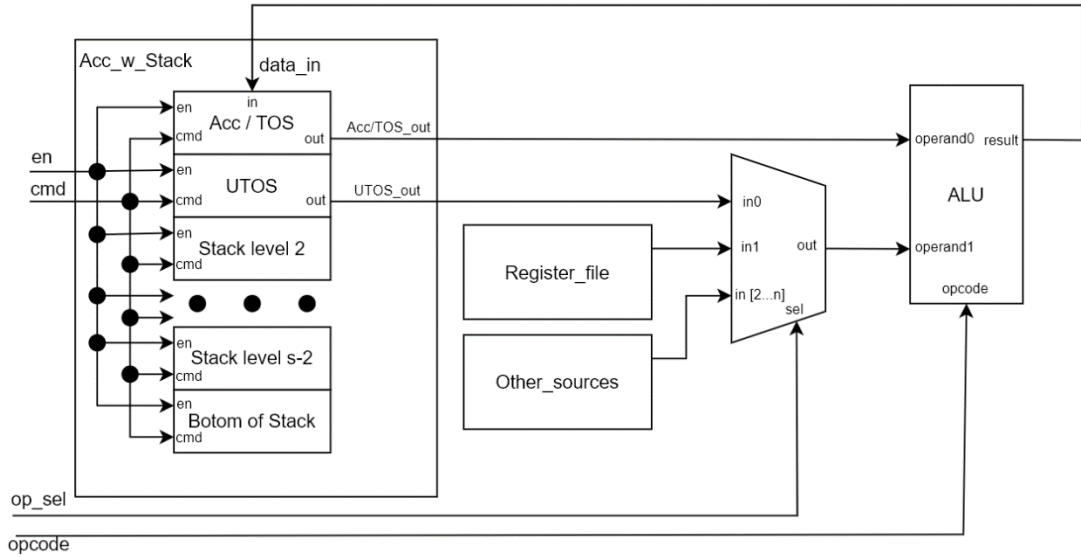 Acc_w_Stack
data_in
en
in
Acc / TOS
cmd
out
Acc/TOS_out
operand0
result
en
en
UTOS
cmd
cmd
out
UTOS_out
in0
ALU
en
Stack level 2
cmd
Register_file
in1
out
operand1
in [2...n]
opcode
sel
en
Stack level s-2
cmd
Other_sources
en
Botom of Stack
cmd
op_sel
opcode